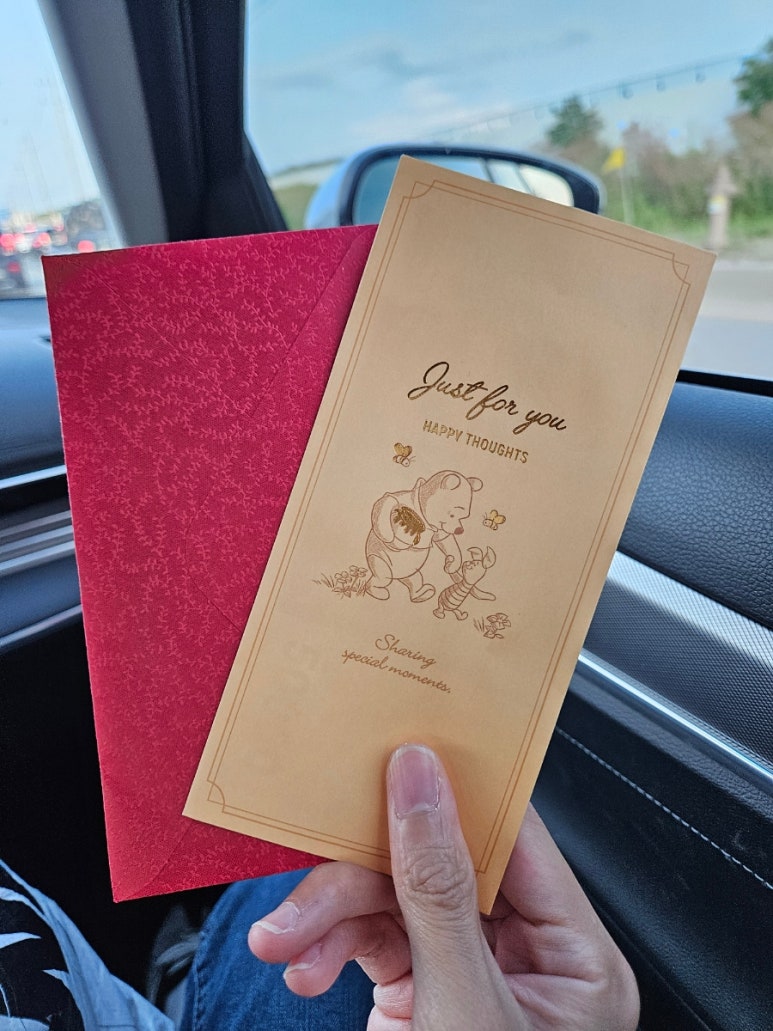 Just for you
HAPPY THOUGHTS
Sharing
special moments.